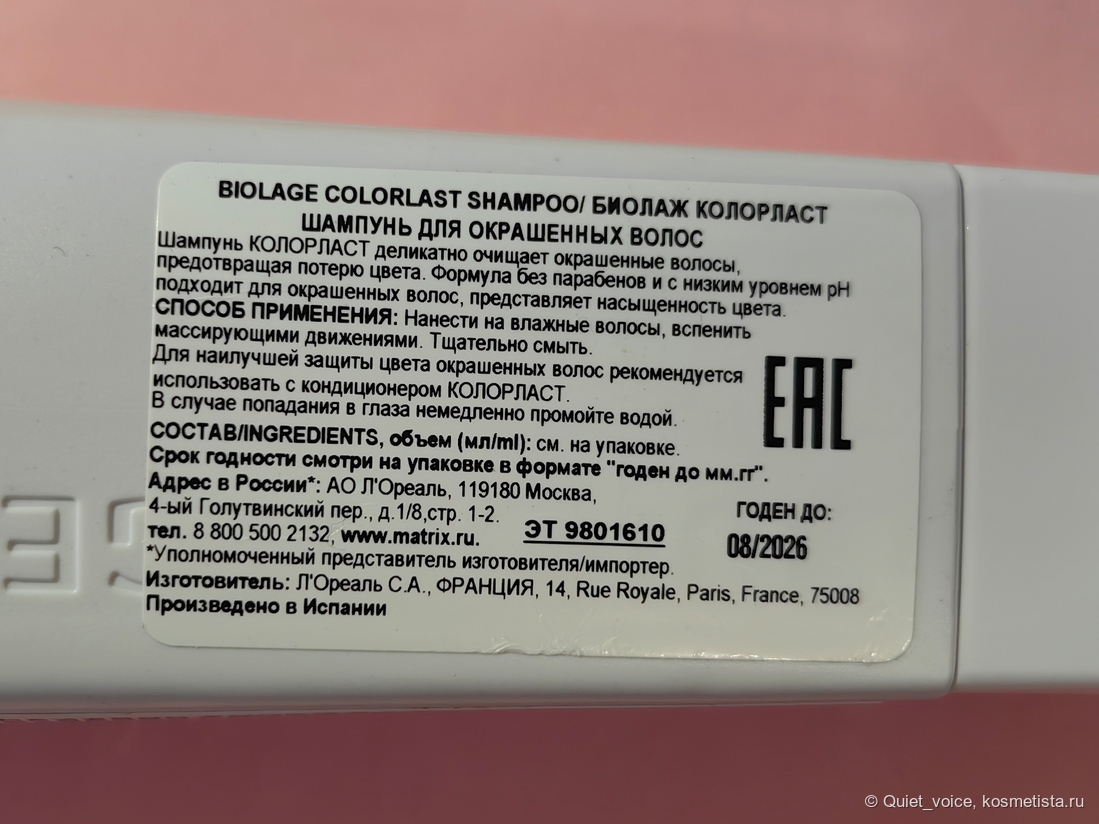 BIOLAGE COLORLAST SHAMPOO/ БИОЛАЖ КОЛОРЛАСТ
ШАМПУНЬ ДЛЯ ОКРАШЕННЫХ ВОЛОС
Шампунь КОЛОРЛАСТ деликатно очищает окрашенные волосы,
предотвращая потерю цвета. Формула без парабенов и с низким уровнем pH
подходит для окрашенных волос, представляет насыщенность цвета.
СПОСОБ ПРИМЕНЕНИЯ: Нанести на влажные волосы, вспенить
массирующими движениями. Тщательно смыть.
Для наилучшей защиты цвета окрашенных волос рекомендуется
использовать с кондиционером КОЛОРЛАСТ.
В случае попадания в глаза немедленно промойте водой.
EAC
СОСТАВ/INGREDIENTS, объем (мл/ml): см. на упаковке.
Срок годности смотри на упаковке в формате "годен до мм.гг".
Адрес в России*: АО Л'Ореаль, 119180 Москва,
4-ый Голутвинский пер., д.1/8,стр. 1-2.
тел. 8 800 500 2132, www.matrix.ru.
ЭТ 9801610
ГОДЕН ДО:
08/2026
*Уполномоченный представитель изготовителя/импортер.
Изготовитель: Л'Ореаль С.А., ФРАНЦИЯ, 14, Rue Royale, Paris, France, 75008
Произведено в Испании
© Quiet_voice, kosmetista.ru